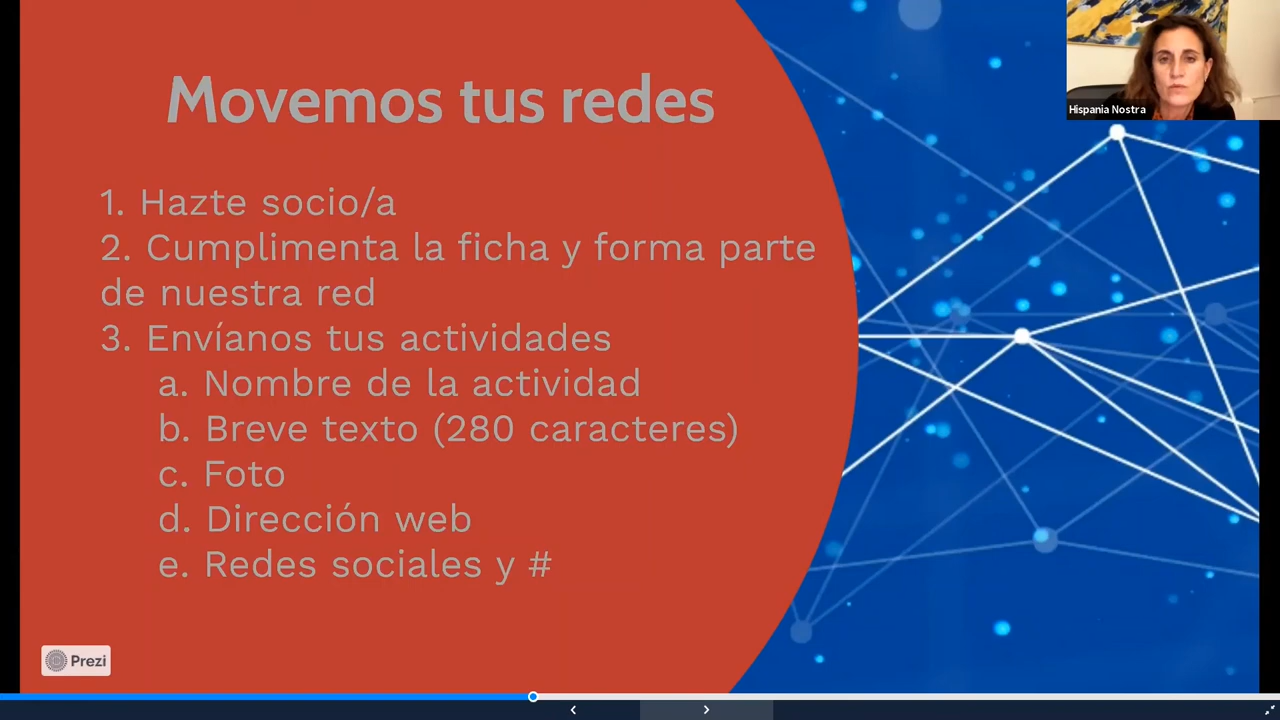 Movemos tus redes
1. Hazte socio/a
2. Cumplimenta la ficha y forma parte
de nuestra red
3. Envíanos tus actividades
a. Nombre de la actividad
b. Breve texto (280 caracteres)
c. Foto
d. Dirección web
e. Redes sociales y #
Hispania Nostra
Prezi